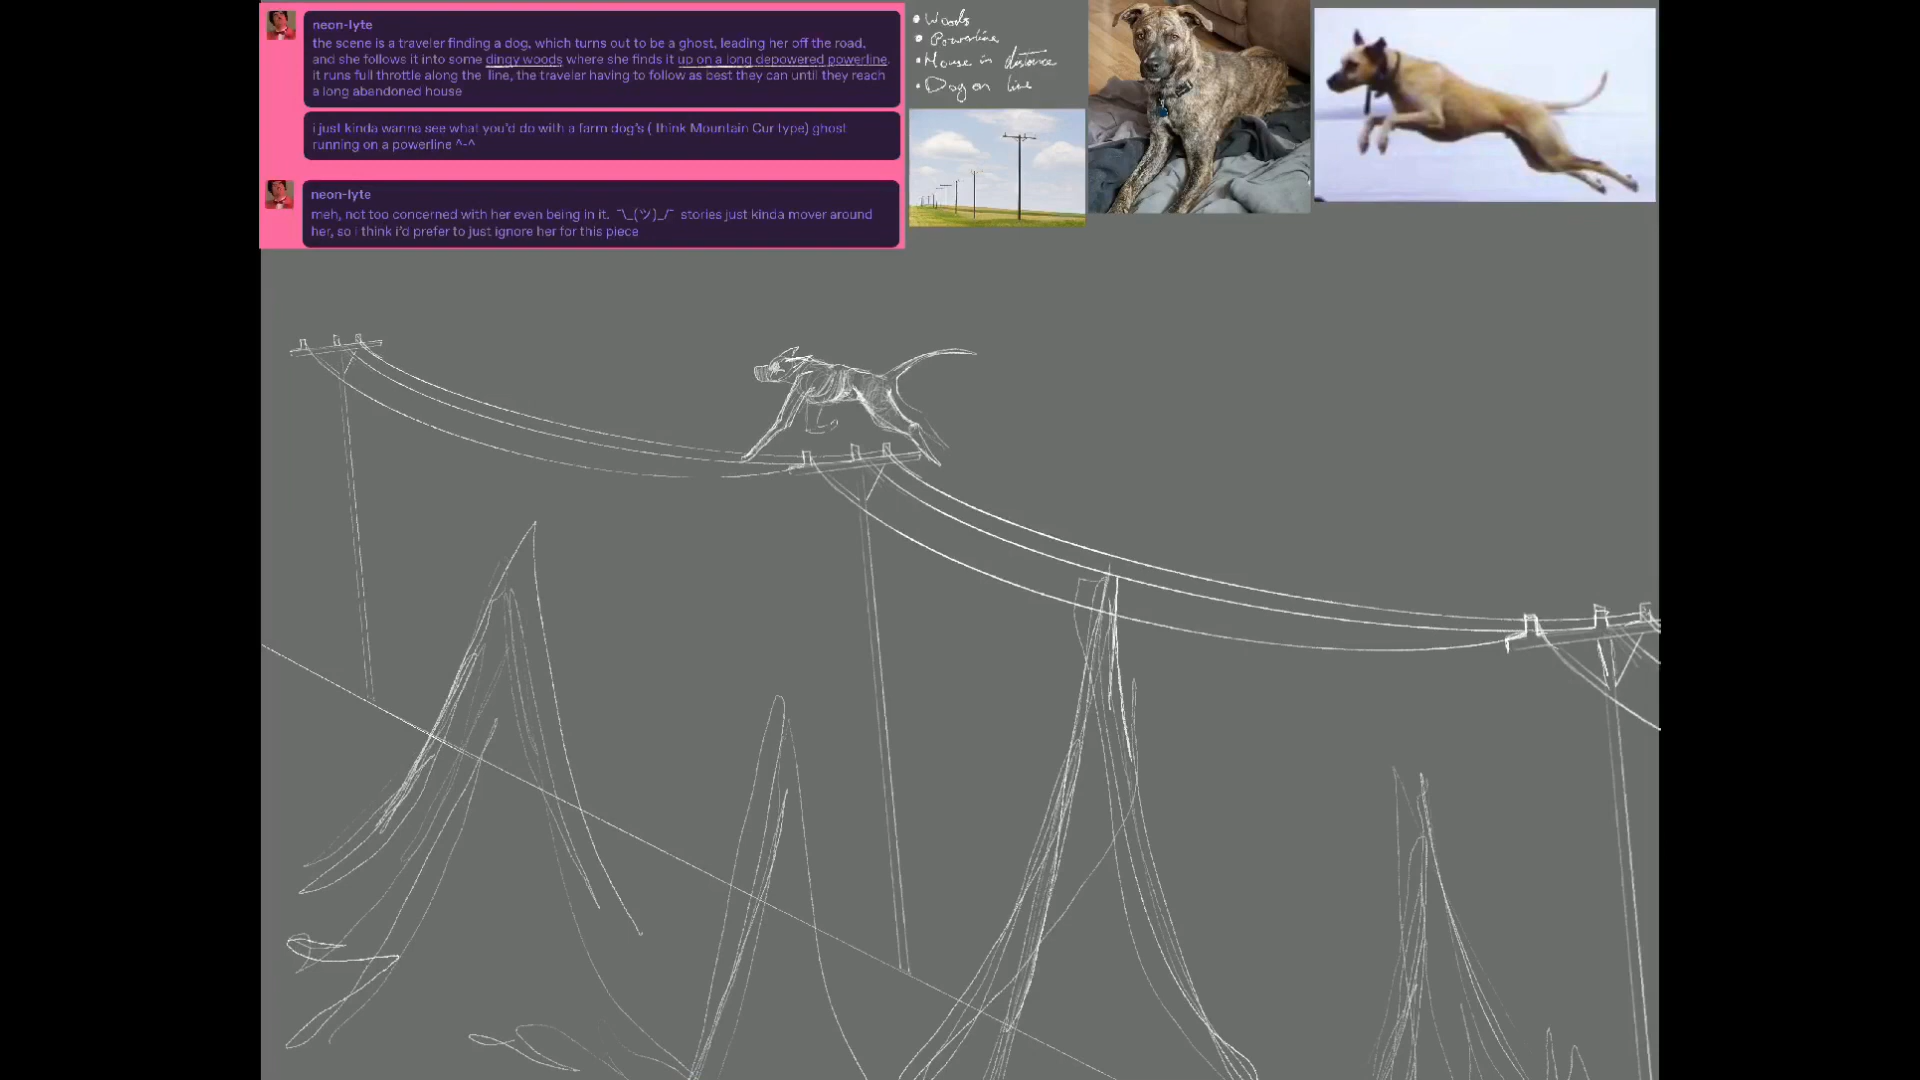 neon-lyte
the scene is a traveler finding a dog, which turns out to be a ghost, leading her off the road,
and she follows it into some dingy woods where she finds it up on a long depowered powerline.
it runs full throttle along the line, the traveler having to follow as best they can until they reach
a long abandoned house
i just kinda wanna see what you'd do with a farm dog's ( think Mountain Cur type) ghost
running on a powerline ^-^
neon-lyte
meh, not too concerned with her even being in it. ¯\_(ツ)_/¯ stories just kinda mover around
her, so i think i'd prefer to just ignore her for this piece
• Woods
• Powerline
• House in distance
• Dog on line